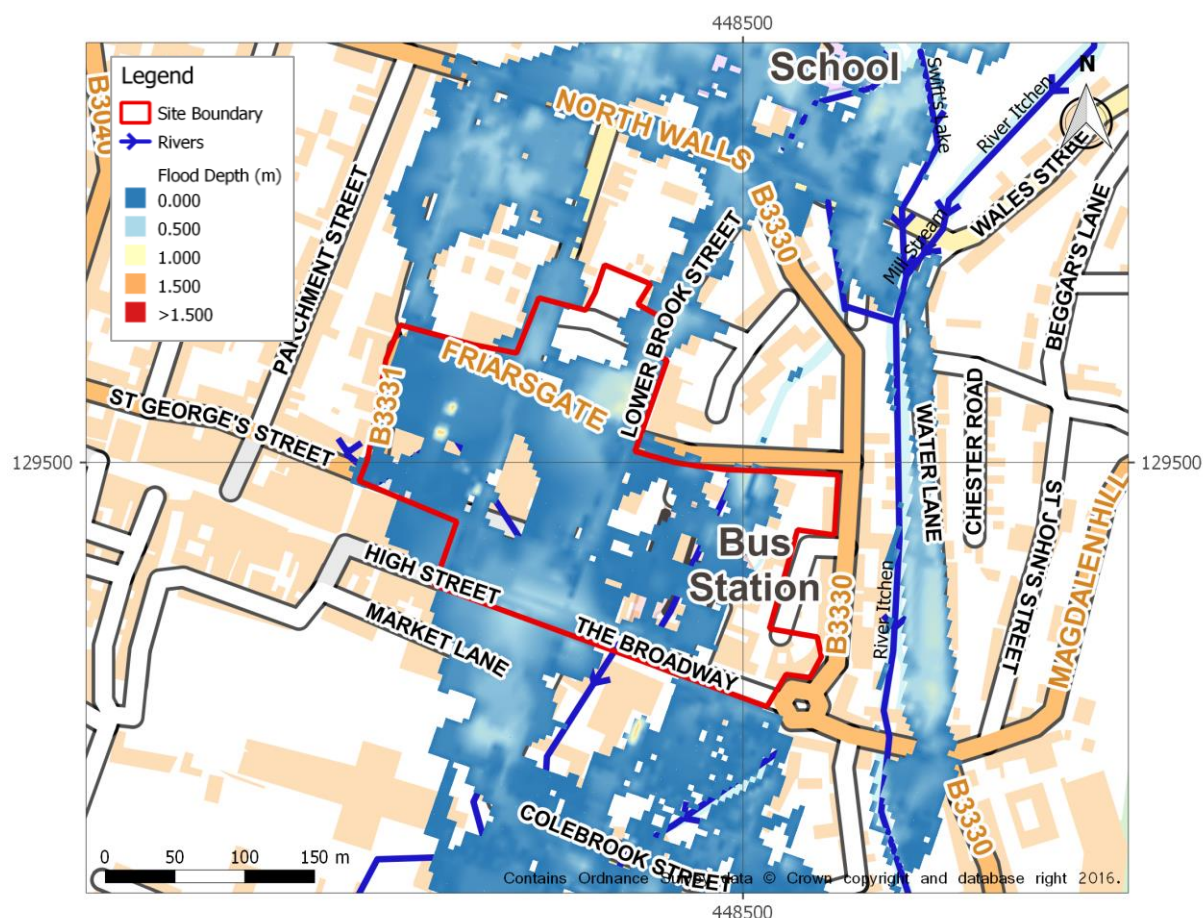 448500
Legend
Site Boundary
Rivers
Flood Depth (m)
0.000
0.500
1.000
1.500
>1.500
B3040
School
Swift's Lake
River Itchen
N
NORTH WALLS
WALES STREE
PARCHMENT STREET
B3330
LOWER BROOK STREET
Mill Stream
BEGGAR'S LANE
FRIARSGATE
B3331
ST GEORGE'S STREET
129500
129500
WATER LANE
CHESTER ROAD
ST JOHN'S STREET
MAGDALEN HILL
Bus
Station
HIGH STREET
MARKET LANE
THE BROADWAY
B3330
River Itchen
B3330
COLEBROOK STREET
0 50 100 150 m
Contains Ordnance Survey data © Crown copyright and database right 2016.
448500